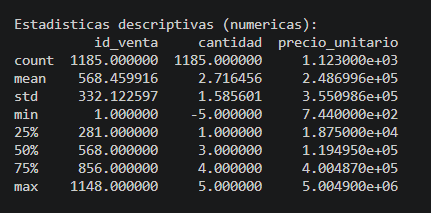 Estadisticas descriptivas (numericas):
id_venta cantidad precio_unitario
count 1185.000000 1185.000000 1.123000e+03
mean 568.459916 2.716456 2.486996e+05
std 332.122597 1.585601 3.550986e+05
min 1.000000 -5.000000 7.440000e+02
25% 281.000000 1.000000 1.875000e+04
50% 568.000000 3.000000 1.194950e+05
75% 856.000000 4.000000 4.004870e+05
max 1148.000000 5.000000 5.004900e+06